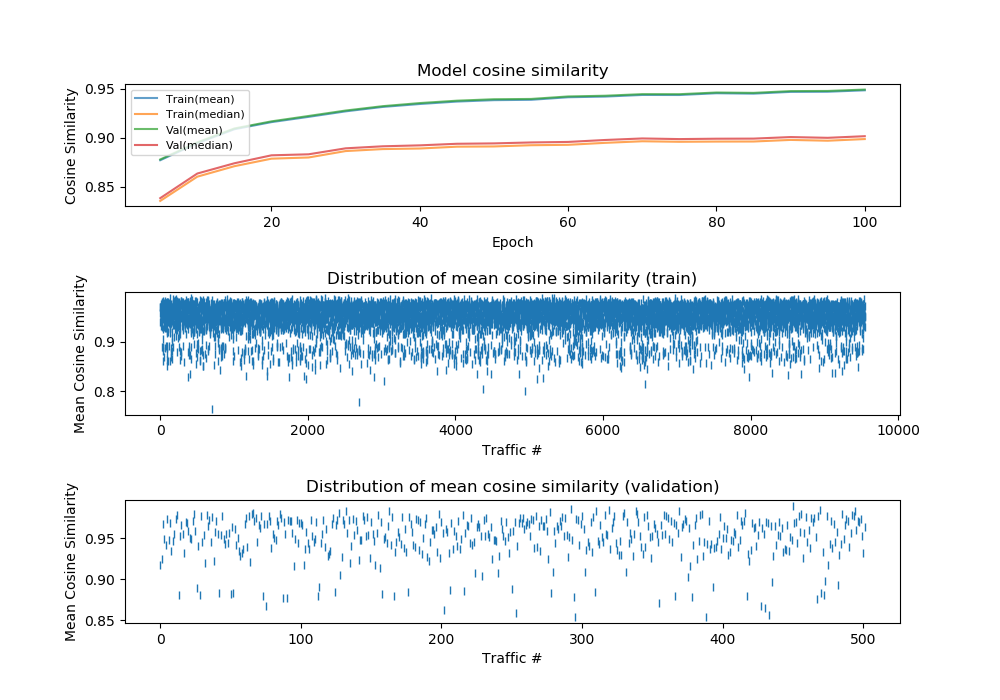 Model cosine similarity
Cosine Similarity
0.95
0.90
0.85
Train(mean)
Train(median)
Val(mean)
Val(median)
20 40 60 80 100
Epoch
Distribution of mean cosine similarity (train)
Mean Cosine Similarity
0.9
0.8
0 2000 4000 6000 8000 10000
Traffic #
Distribution of mean cosine similarity (validation)
Mean Cosine Similarity
0.95
0.90
0.85
0 100 200 300 400 500
Traffic #